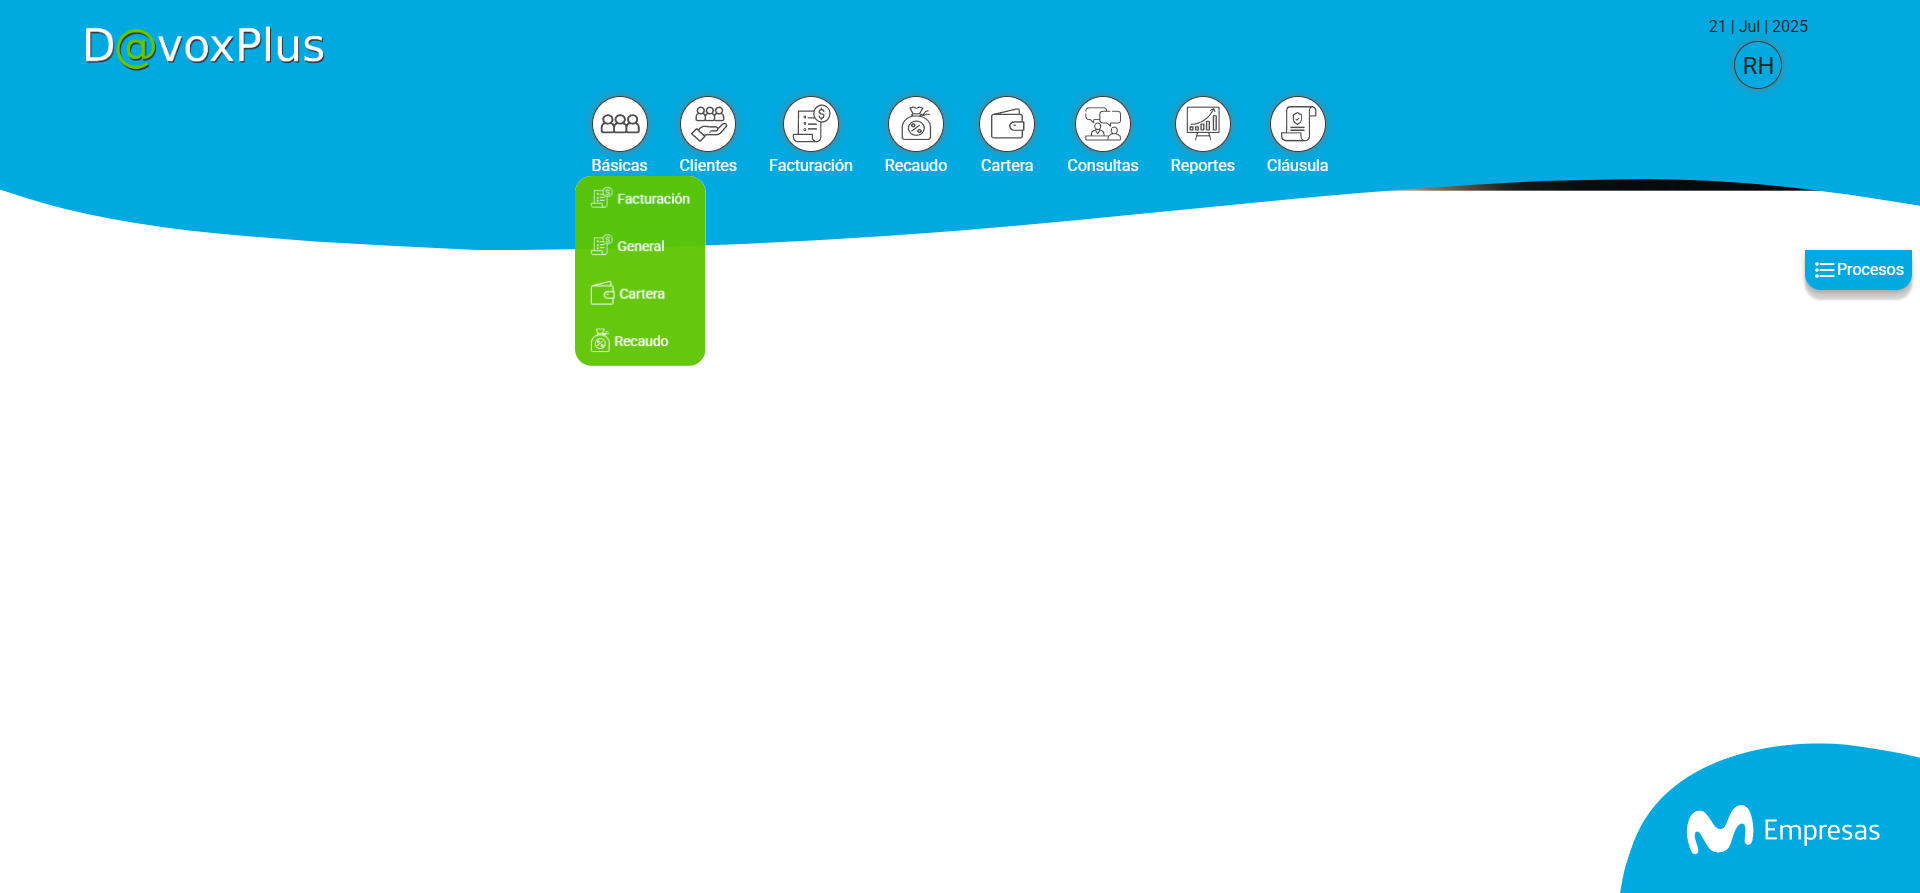 D@voxPlus
21 | Jul | 2025
RH
Básicas
Clientes
Facturación
Recaudo
Cartera
Consultas
Reportes
Cláusula
Facturación
General
Cartera
Recaudo
Procesos
Empresas